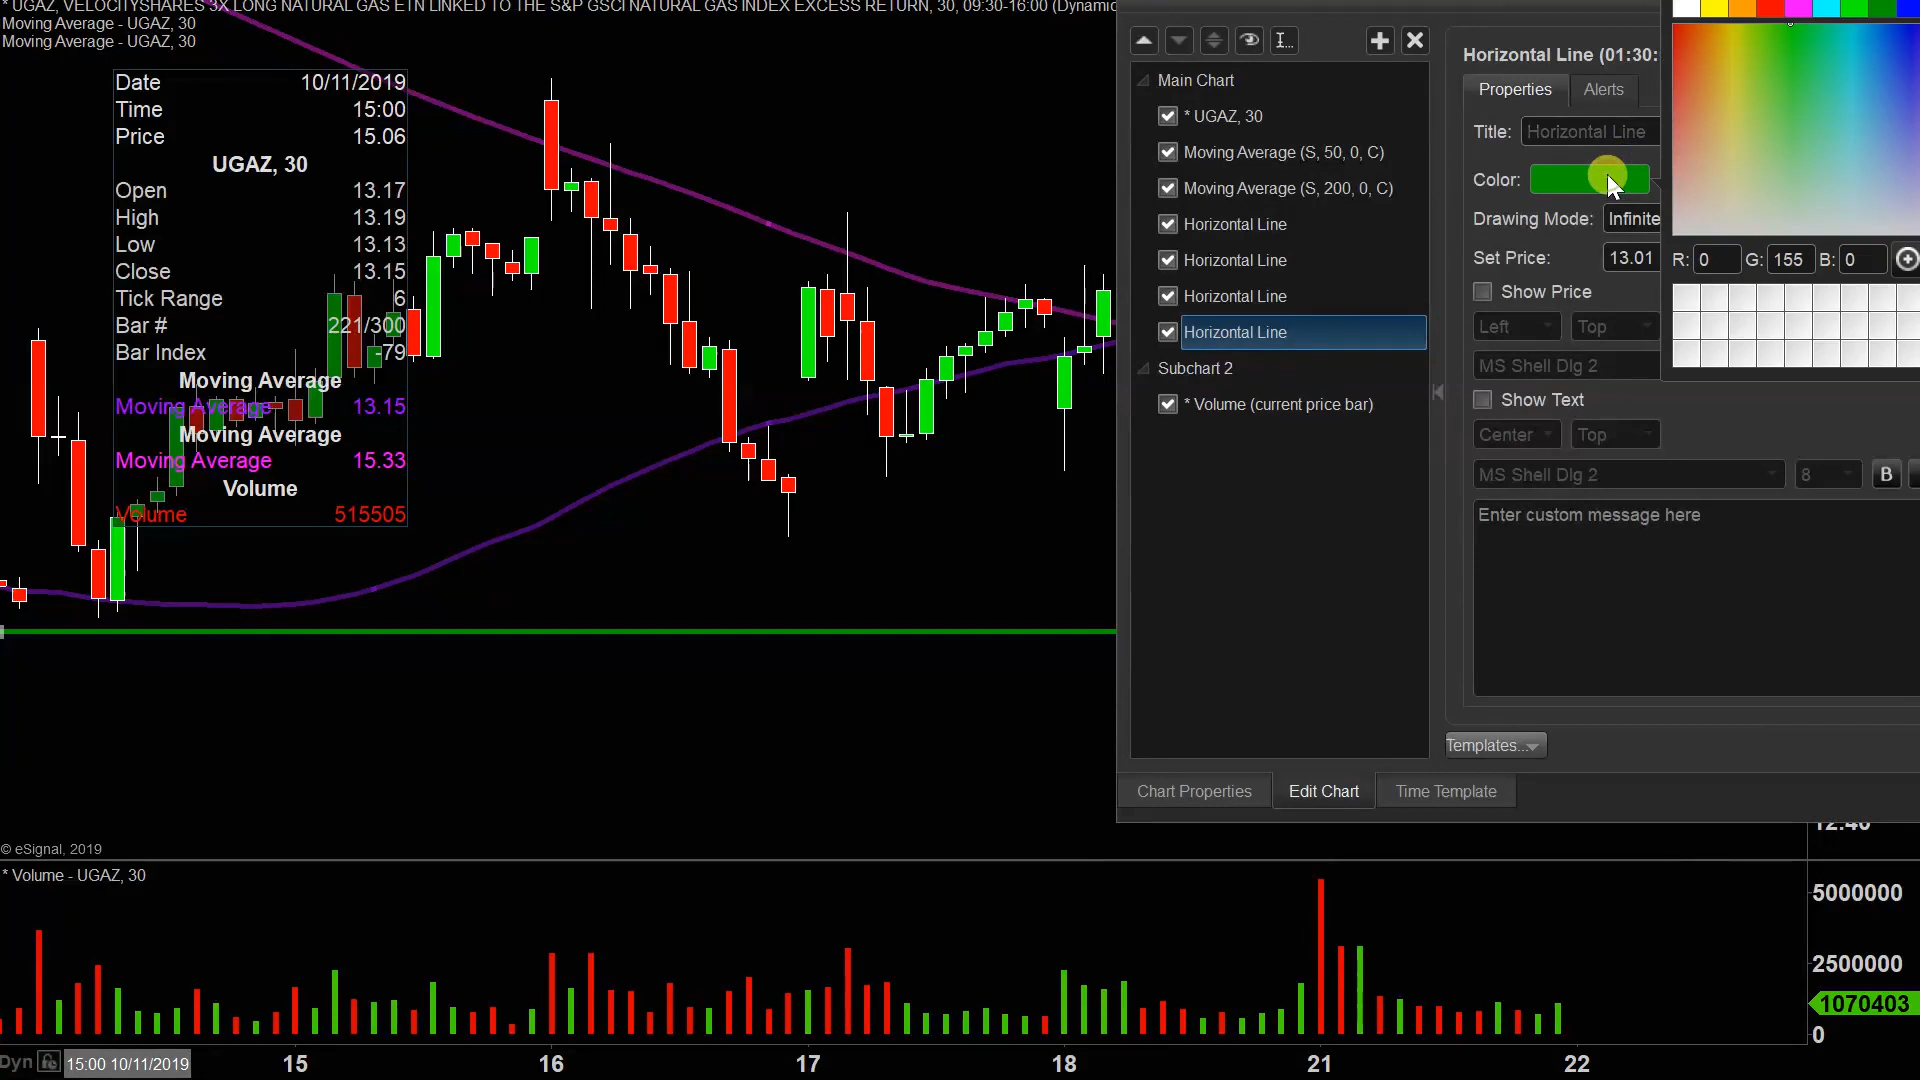 * UGAZ, VELOCITYSHARES 3X LONG NATURAL GAS ETN LINKED TO THE S&P GSCI NATURAL GAS INDEX EXCESS RETURN, 30, 09:30-16:00 (Dynamic
Moving Average - UGAZ, 30
Moving Average - UGAZ, 30
Date 10/11/2019
Time 15:00
Price 15.06
UGAZ, 30
Open 13.17
High 13.19
Low 13.13
Close 13.15
Tick Range 6
Bar # 221/300
Bar Index -79
Moving Average
Moving Average 13.15
Moving Average
Moving Average 15.33
Volume
Volume 515505
Main Chart
* UGAZ, 30
Moving Average (S, 50, 0, C)
Moving Average (S, 200, 0, C)
Horizontal Line
Horizontal Line
Horizontal Line
Horizontal Line
Subchart 2
* Volume (current price bar)
Horizontal Line (01:30:
Properties Alerts
Title: Horizontal Line
Color:
Drawing Mode: Infinite
Set Price: 13.01
R: 0 G: 155 B: 0
Show Price
Left Top
MS Shell Dlg 2
Show Text
Center Top
MS Shell Dlg 2 8 B
Enter custom message here
Templates...
Chart Properties Edit Chart Time Template
12.40
© eSignal, 2019
* Volume - UGAZ, 30
5000000
2500000
1070403
0
Dyn 15:00 10/11/2019 15 16 17 18 21 22